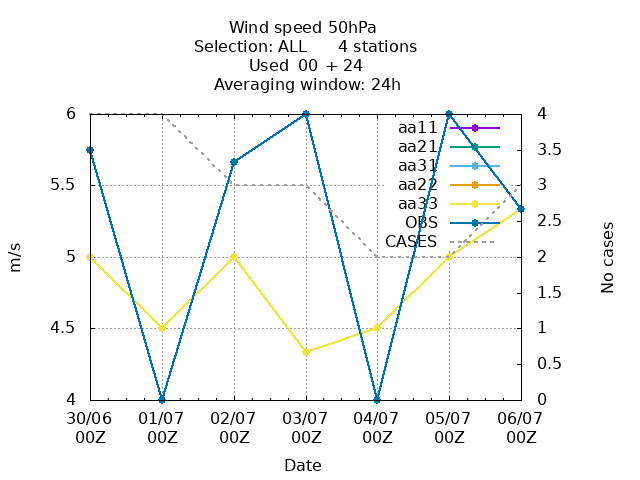 Wind speed 50hPa
Selection: ALL 4 stations
Used 00 + 24
Averaging window: 24h
6
5.5
5
4.5
4
m/s
4
3.5
3
2.5
2
1.5
1
0.5
0
No cases
aa11
aa21
aa31
aa22
aa33
OBS
CASES
30/06 01/07 02/07 03/07 04/07 05/07 06/07
00Z 00Z 00Z 00Z 00Z 00Z 00Z
Date